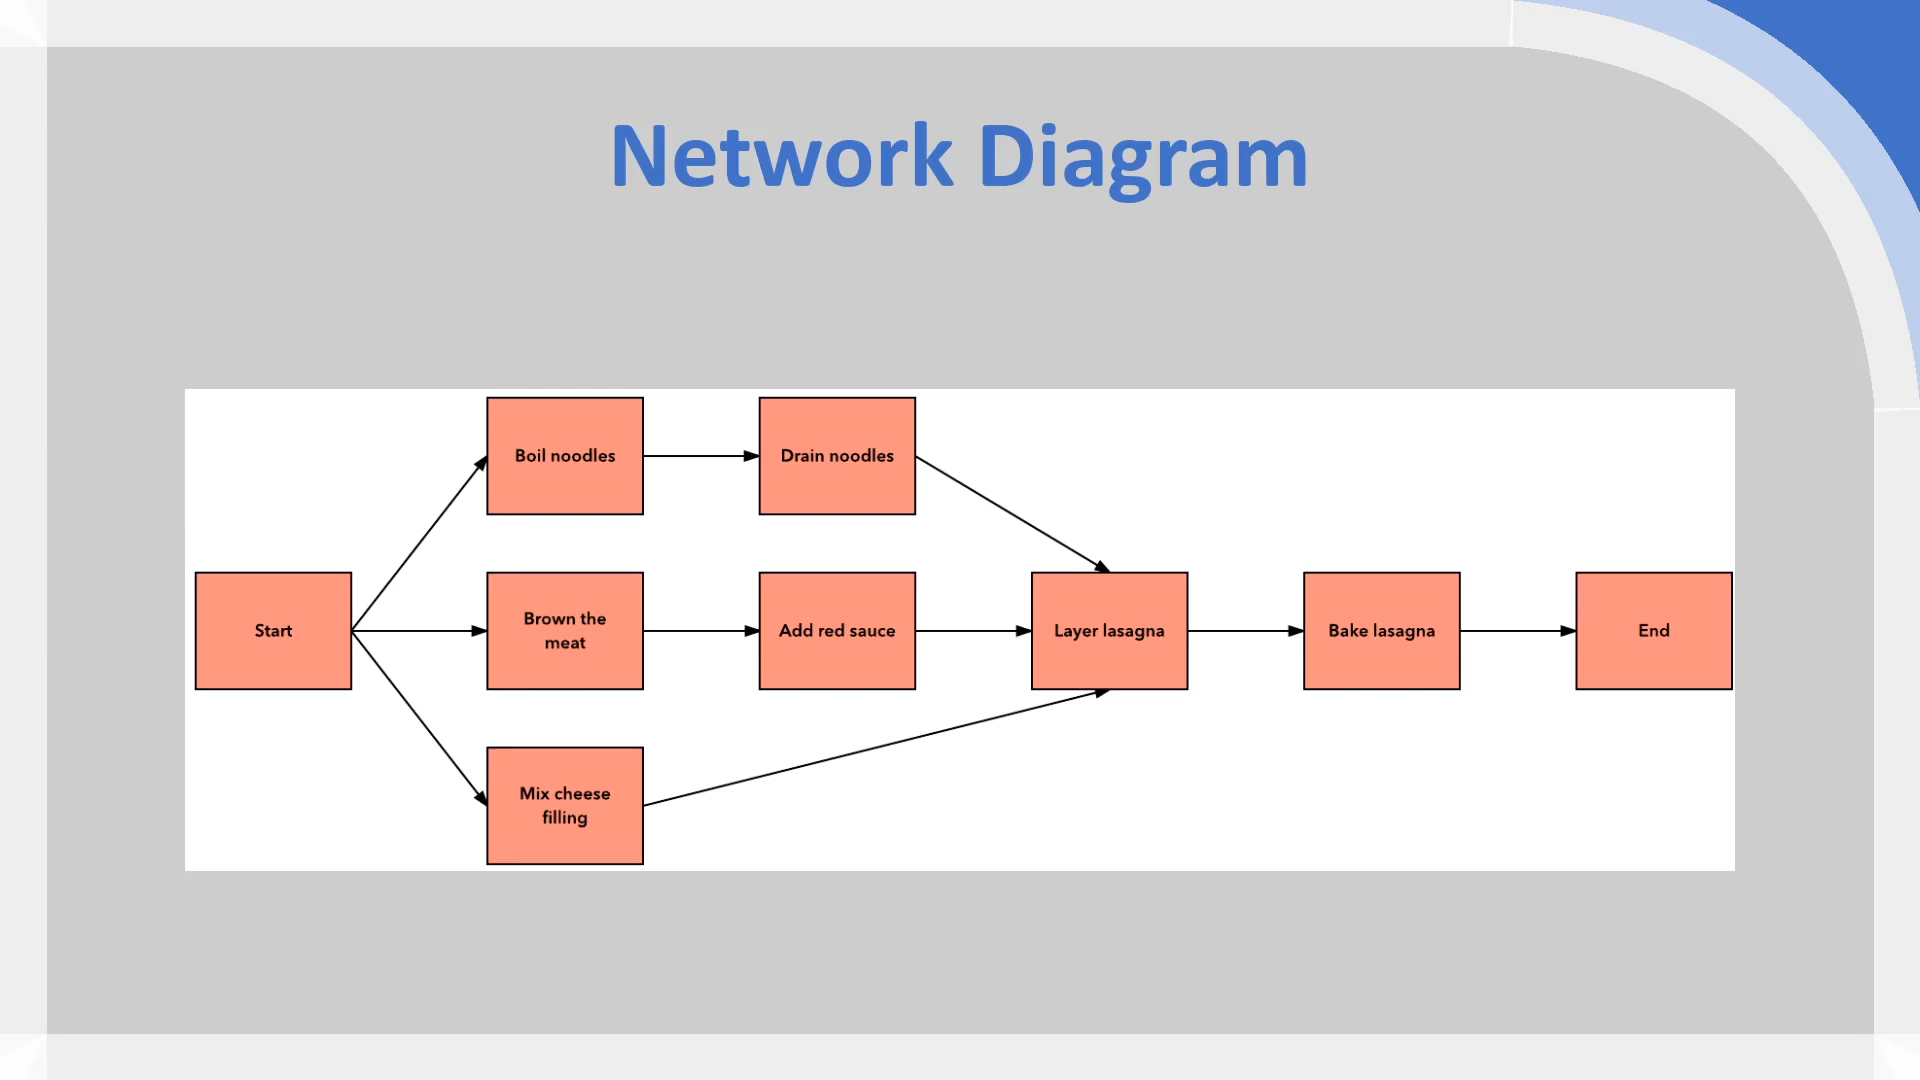 Network Diagram
Boil noodles
Drain noodles
Start
Brown the
meat
Add red sauce
Layer lasagna
Bake lasagna
End
Mix cheese
filling